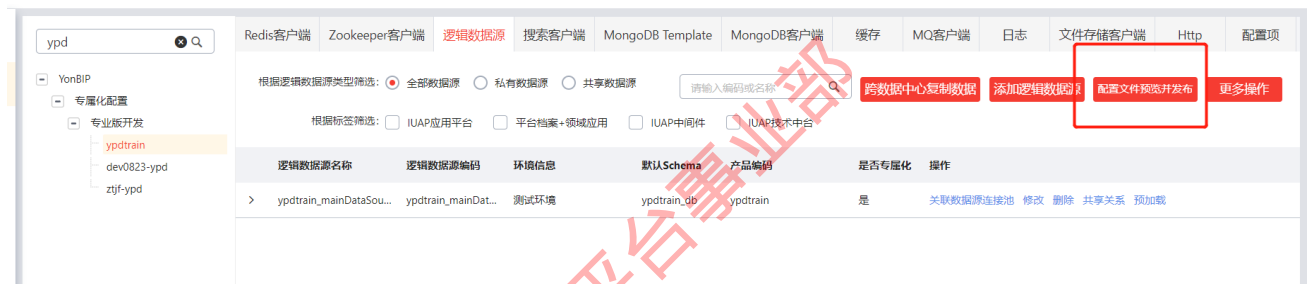 ypd
Redis客户端 Zookeeper客户端 逻辑数据源 搜索客户端 MongoDB Template MongoDB客户端 缓存 MQ客户端 日志 文件存储客户端 Http 配置项
YonBIP
专属化配置
专业版开发
ypdtrain
dev0823-ypd
ztjf-ypd
根据逻辑数据源类型筛选: 全部数据源 私有数据源 共享数据源 请输入编码或名称 跨数据中心复制数据 添加逻辑数据源 配置文件预览并发布 更多操作
根据标签筛选: IUAP应用平台 平台档案+领域应用 IUAP中间件 IUAP技术中台
逻辑数据源名称 逻辑数据源编码 环境信息 默认Schema 产品编码 是否专属化 操作
ypdtrain_mainDataSou... ypdtrain_mainDat... 测试环境 ypdtrain_db ypdtrain 是 关联数据源连接池 修改 删除 共享关系 预加载
平台事业部